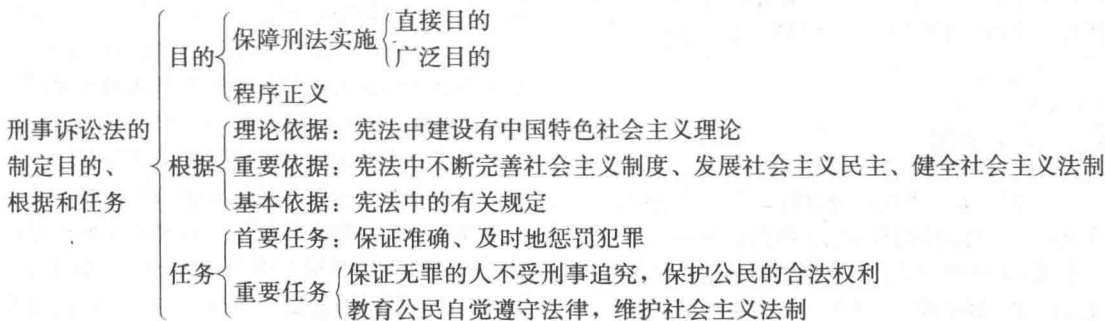 直接目的
保障刑法实施
广泛目的
目的
程序正义
刑事诉讼法的
制定目的、
根据和任务
理论依据：宪法中建设有中国特色社会主义理论
根据
重要依据：宪法中不断完善社会主义制度、发展社会主义民主、健全社会主义法制
基本依据：宪法中的有关规定
首要任务：保证准确、及时地惩罚犯罪
任务
保证无罪的人不受刑事追究，保护公民的合法权利
重要任务
教育公民自觉遵守法律，维护社会主义法制